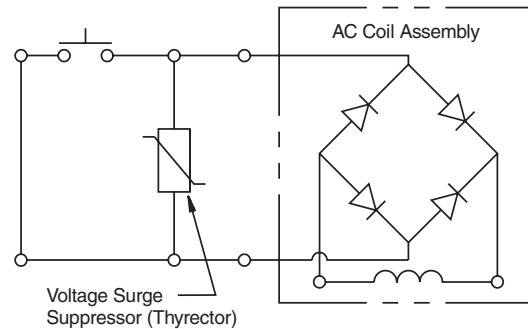 AC Coil Assembly
Voltage Surge
Suppressor (Thyrector)